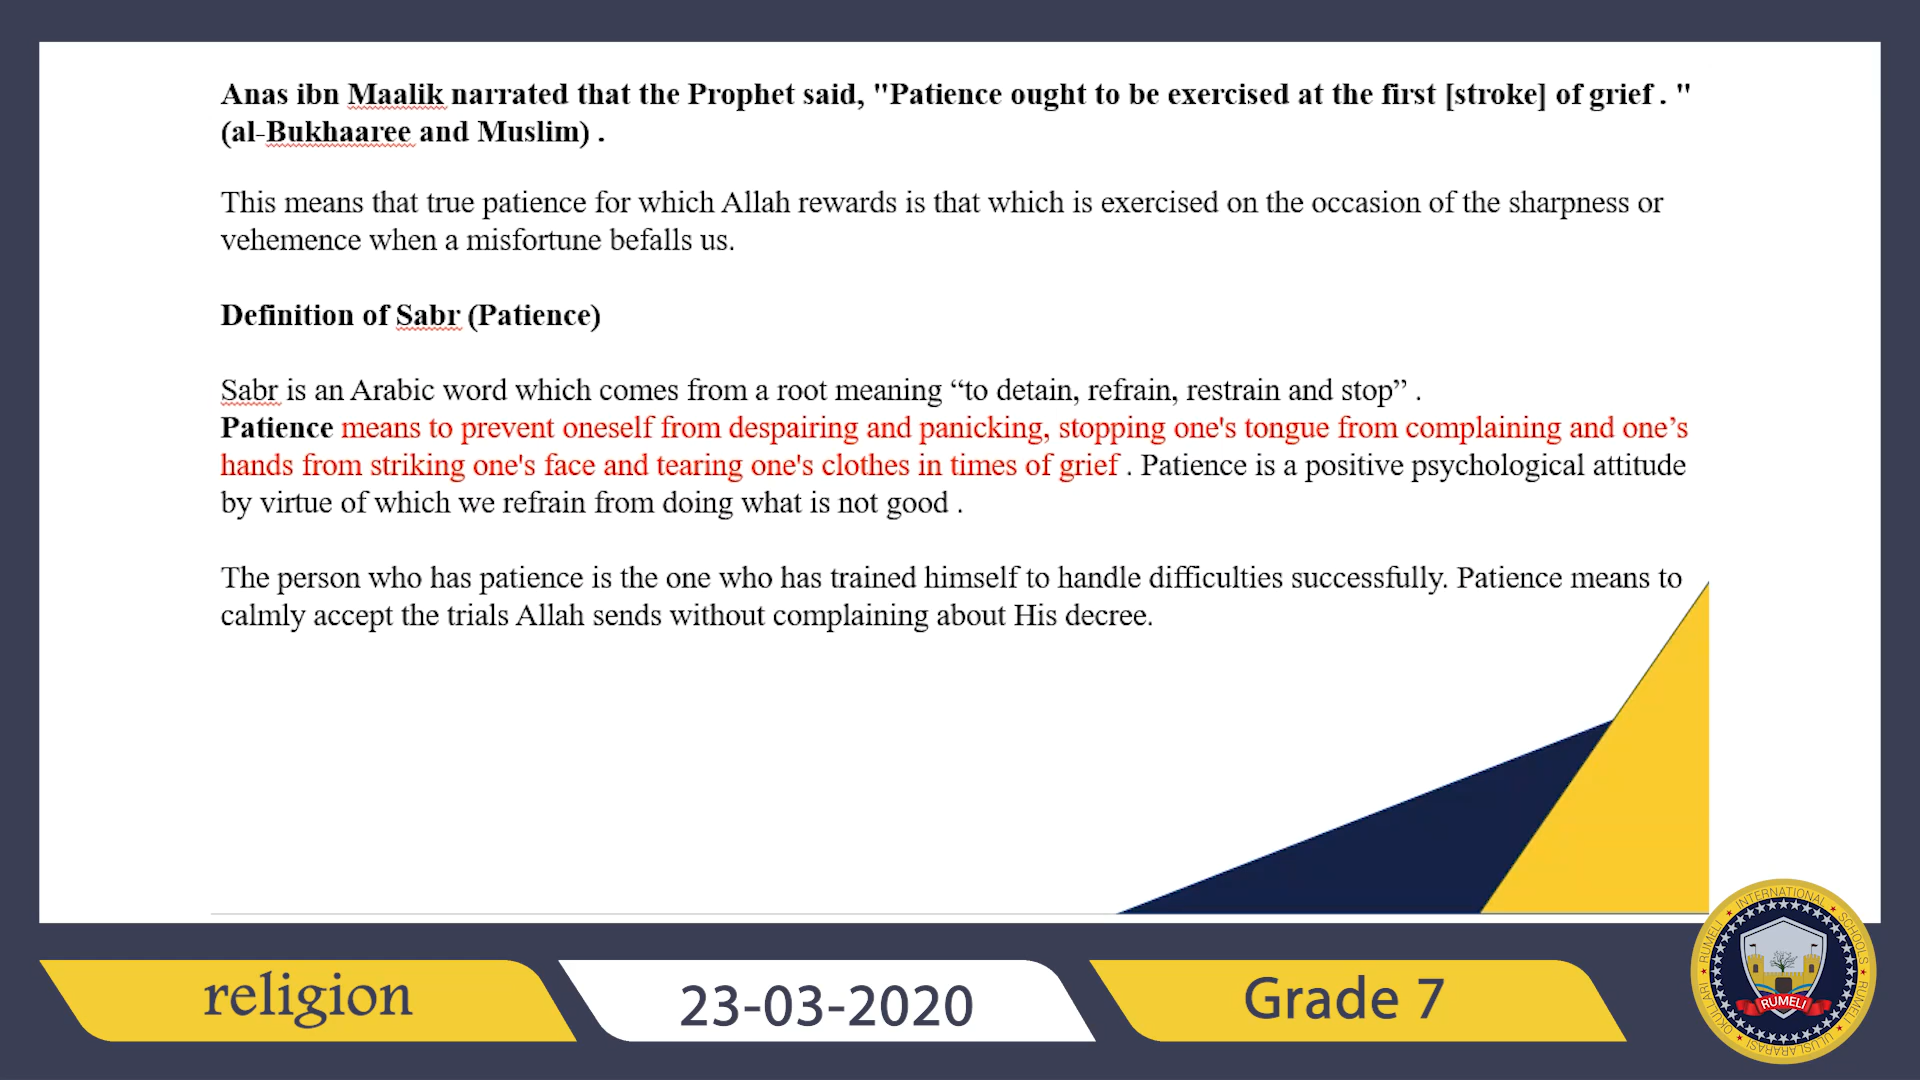 Anas ibn Maalik narrated that the Prophet said, "Patience ought to be exercised at the first [stroke] of grief . "
(al-Bukhaaree and Muslim) .
This means that true patience for which Allah rewards is that which is exercised on the occasion of the sharpness or
vehemence when a misfortune befalls us.
Definition of Sabr (Patience)
Sabr is an Arabic word which comes from a root meaning “to detain, refrain, restrain and stop” .
Patience means to prevent oneself from despairing and panicking, stopping one's tongue from complaining and one’s
hands from striking one's face and tearing one's clothes in times of grief . Patience is a positive psychological attitude
by virtue of which we refrain from doing what is not good .
The person who has patience is the one who has trained himself to handle difficulties successfully. Patience means to
calmly accept the trials Allah sends without complaining about His decree.
religion
23-03-2020
Grade 7
RUMELI INTERNATIONAL SCHOOLS
RUMELI ULUSLARARASI OKULLARI
RUMELI